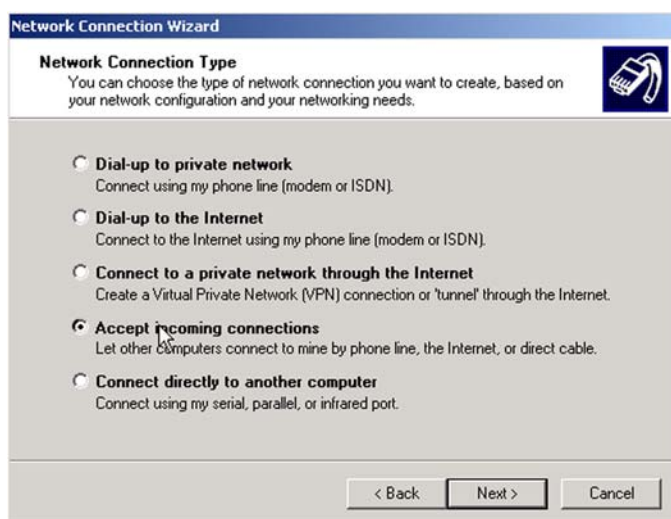 Network Connection Wizard
Network Connection Type
You can choose the type of network connection you want to create, based on
your network configuration and your networking needs.
Dial-up to private network
Connect using my phone line (modem or ISDN).
Dial-up to the Internet
Connect to the Internet using my phone line (modem or ISDN).
Connect to a private network through the Internet
Create a Virtual Private Network (VPN) connection or 'tunnel' through the Internet.
Accept incoming connections
Let other computers connect to mine by phone line, the Internet, or direct cable.
Connect directly to another computer
Connect using my serial, parallel, or infrared port.
< Back Next > Cancel